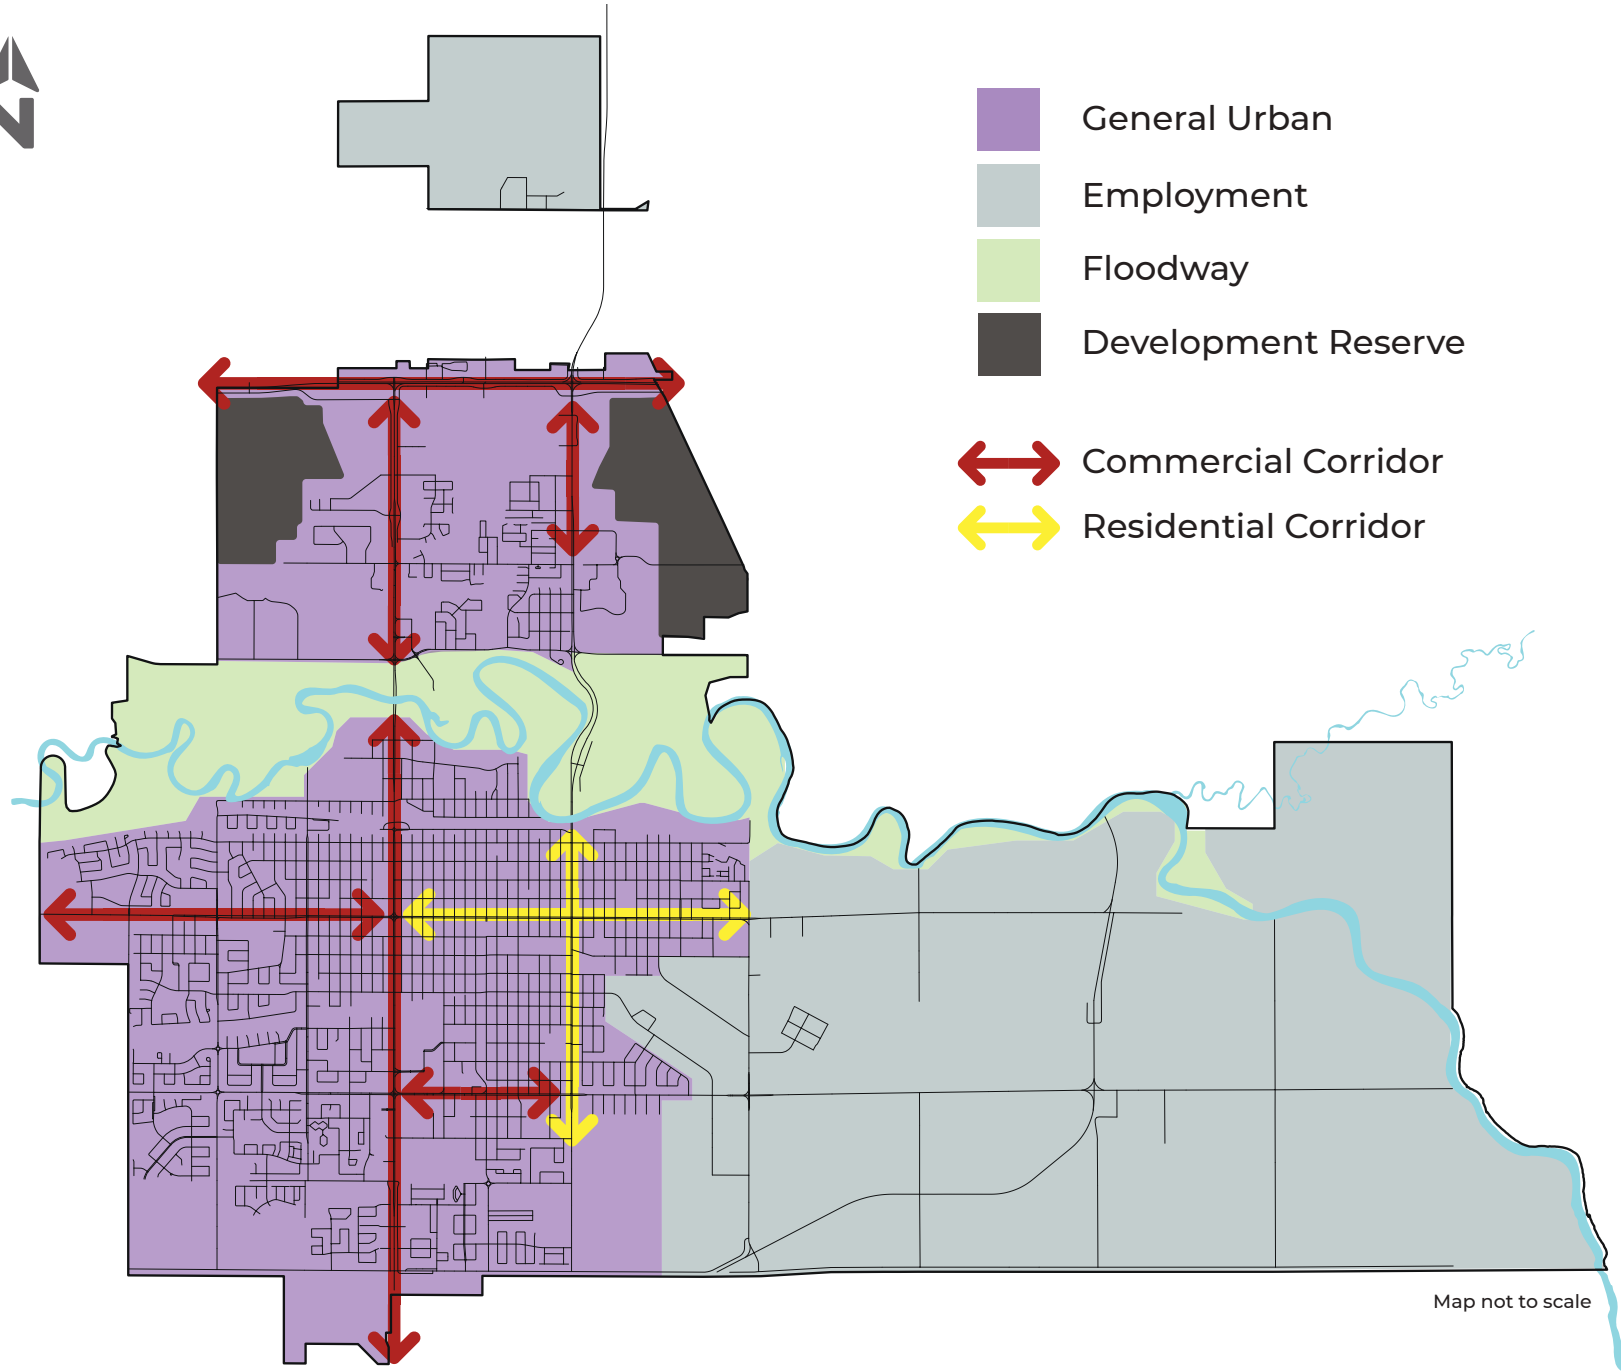 N
General Urban
Employment
Floodway
Development Reserve
Commercial Corridor
Residential Corridor
Map not to scale